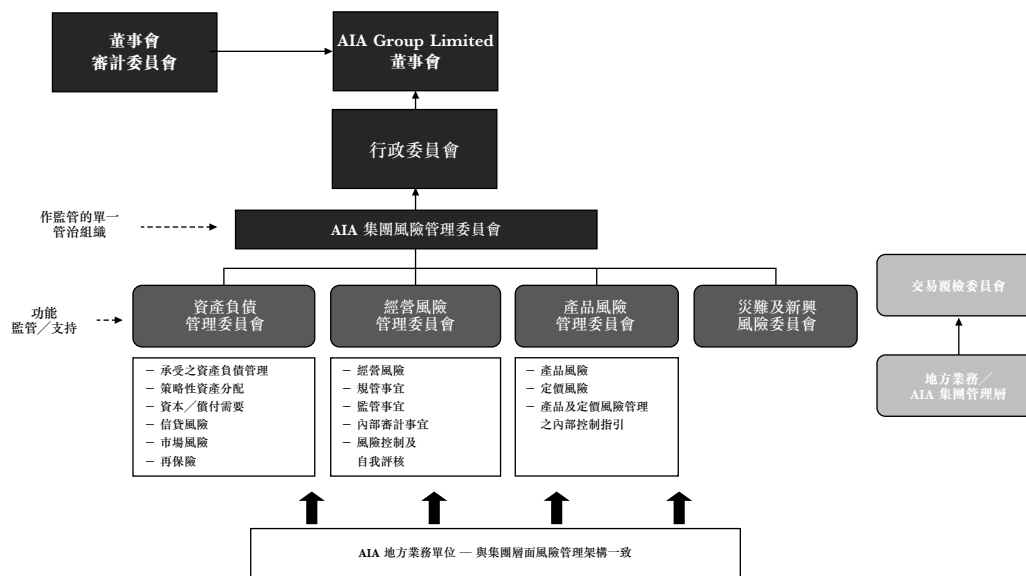 董事會
審計委員會
AIA Group Limited
董事會
行政委員會
作監管的單一
管治組織
AIA 集團風險管理委員會
功能
監管／支持
資產負債
管理委員會
經營風險
管理委員會
產品風險
管理委員會
災難及新興
風險委員會
交易覆檢委員會
– 承受之資產負債管理
– 策略性資產分配
– 資本／償付需要
– 信貸風險
– 市場風險
– 再保險
– 經營風險
– 規管事宜
– 監管事宜
– 內部審計事宜
– 風險控制及
自我評核
– 產品風險
– 定價風險
– 產品及定價風險管理
之內部控制指引
地方業務／
AIA 集團管理層
AIA 地方業務單位 — 與集團層面風險管理架構一致